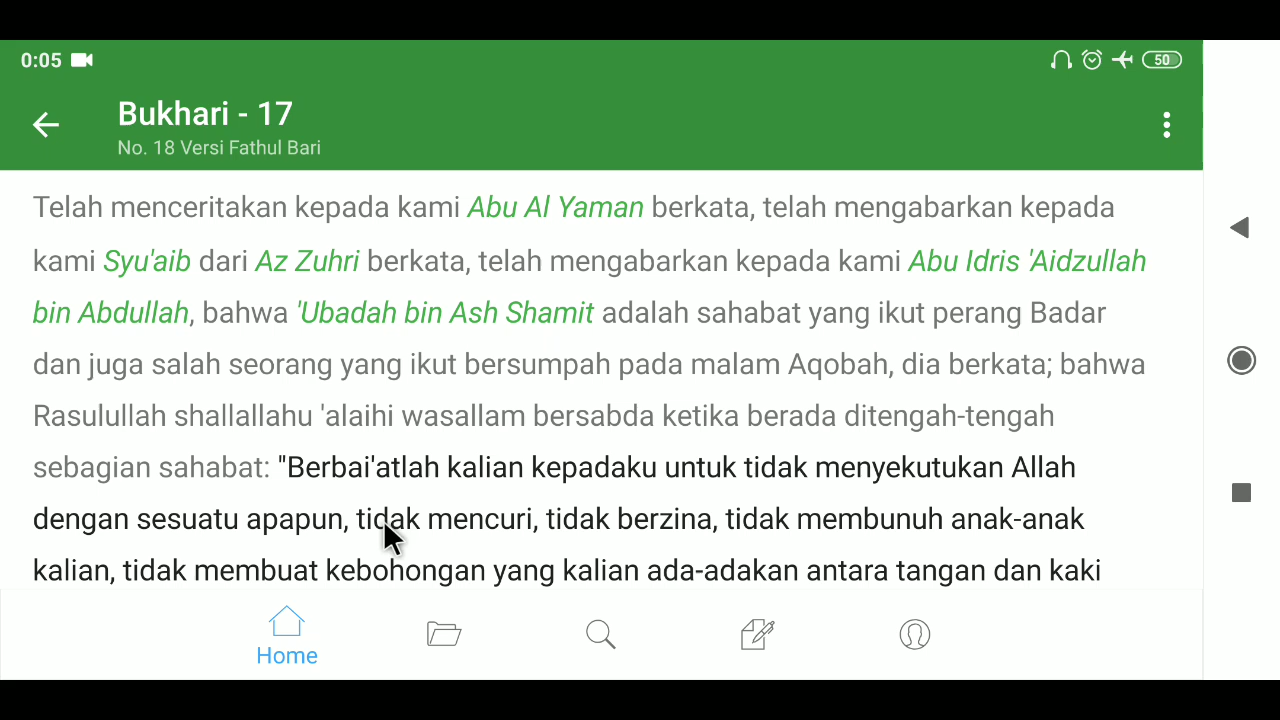 0:05
50
Bukhari - 17
No. 18 Versi Fathul Bari
Telah menceritakan kepada kami Abu Al Yaman berkata, telah mengabarkan kepada
kami Syu'aib dari Az Zuhri berkata, telah mengabarkan kepada kami Abu Idris 'Aidzullah
bin Abdullah, bahwa 'Ubadah bin Ash Shamit adalah sahabat yang ikut perang Badar
dan juga salah seorang yang ikut bersumpah pada malam Aqobah, dia berkata; bahwa
Rasulullah shallallahu 'alaihi wasallam bersabda ketika berada ditengah-tengah
sebagian sahabat: "Berbai'atlah kalian kepadaku untuk tidak menyekutukan Allah
dengan sesuatu apapun, tidak mencuri, tidak berzina, tidak membunuh anak-anak
kalian, tidak membuat kebohongan yang kalian ada-adakan antara tangan dan kaki
Home